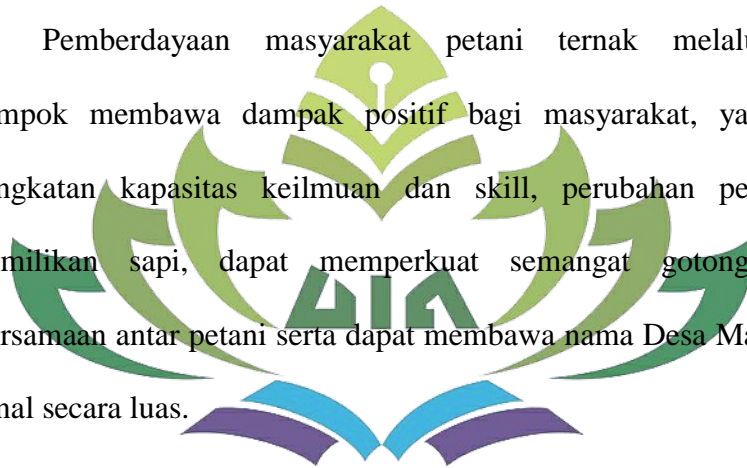 Pemberdayaan masyarakat petani ternak melalu
mpok membawa dampak positif bagi masyarakat, ya
ngkatan kapasitas keilmuan dan skill, perubahan pe
milikan sapi, dapat memperkuat semangat gotong
rsamaan antar petani serta dapat membawa nama Desa Ma
nal secara luas.
UIN